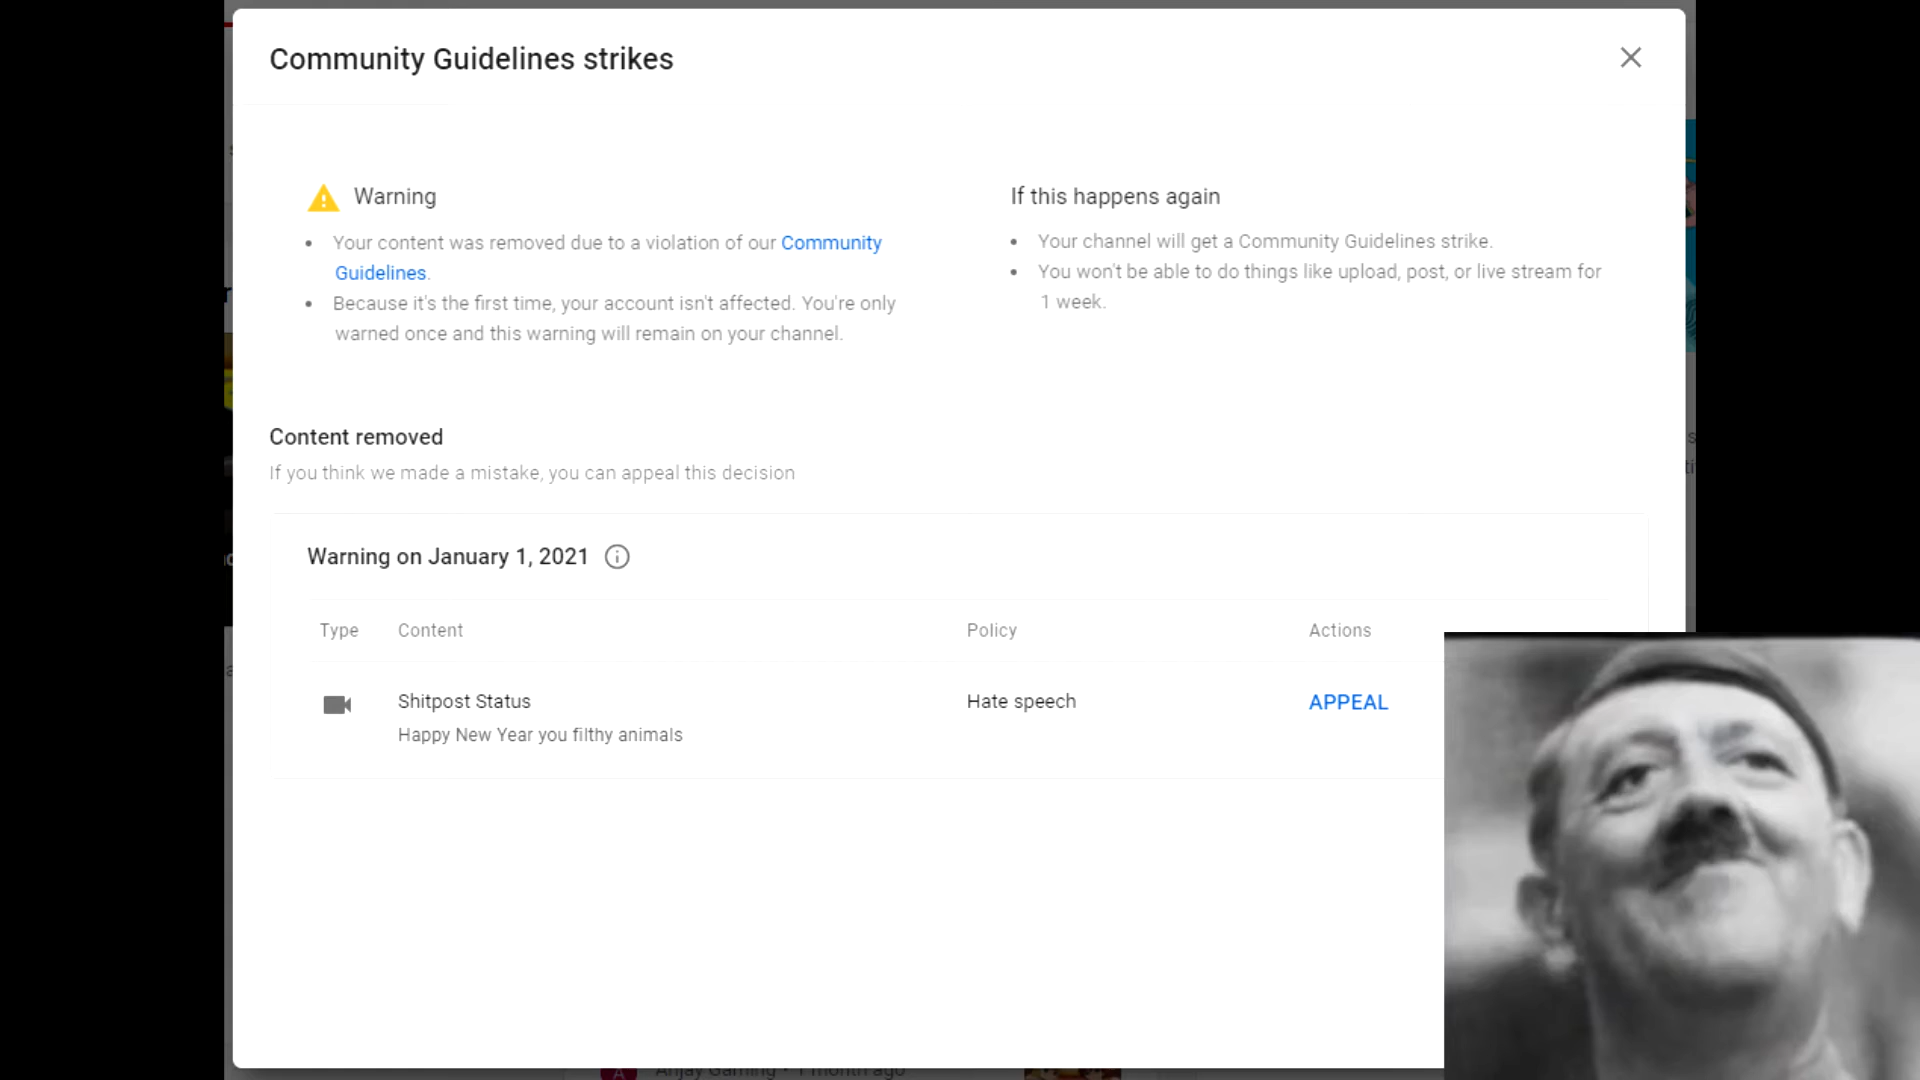 Community Guidelines strikes
Warning
Your content was removed due to a violation of our Community
Guidelines.
Because it's the first time, your account isn't affected. You're only
warned once and this warning will remain on your channel.
If this happens again
Your channel will get a Community Guidelines strike.
You won't be able to do things like upload, post, or live stream for
1 week.
Content removed
If you think we made a mistake, you can appeal this decision
Warning on January 1, 2021
Type Content Policy Actions
Shitpost Status Hate speech APPEAL
Happy New Year you filthy animals
A Anjay Gaming • 1 month ago